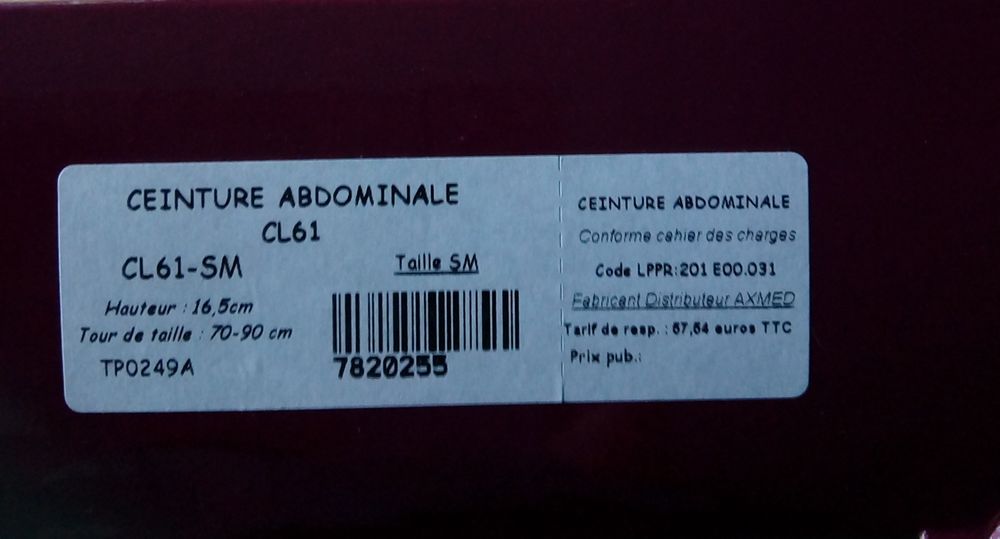 CEINTURE ABDOMINALE
CL61
CL61-SM
Taille SM
Hauteur : 16,5cm
Tour de taille : 70-90 cm
TP0249A
7820255
CEINTURE ABDOMINALE
Conforme cahier des charges
Code LPPR:201 E00.031
Fabricant Distributeur AXMED
Tarif de resp. : 57,54 euros TTC
Prix pub.: